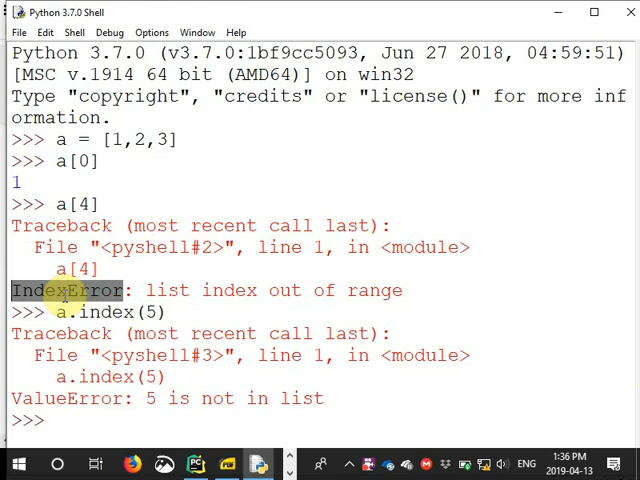 Python 3.7.0 Shell
File Edit Shell Debug Options Window Help
Python 3.7.0 (v3.7.0:1bf9cc5093, Jun 27 2018, 04:59:51)
[MSC v.1914 64 bit (AMD64)] on win32
Type "copyright", "credits" or "license()" for more inf
ormation.
>>> a = [1,2,3]
>>> a[0]
1
>>> a[4]
Traceback (most recent call last):
  File "<pyshell#2>", line 1, in <module>
    a[4]
IndexError: list index out of range
>>> a.index(5)
Traceback (most recent call last):
  File "<pyshell#3>", line 1, in <module>
    a.index(5)
ValueError: 5 is not in list
>>>
PC
ENG
1:36 PM
2019-04-13